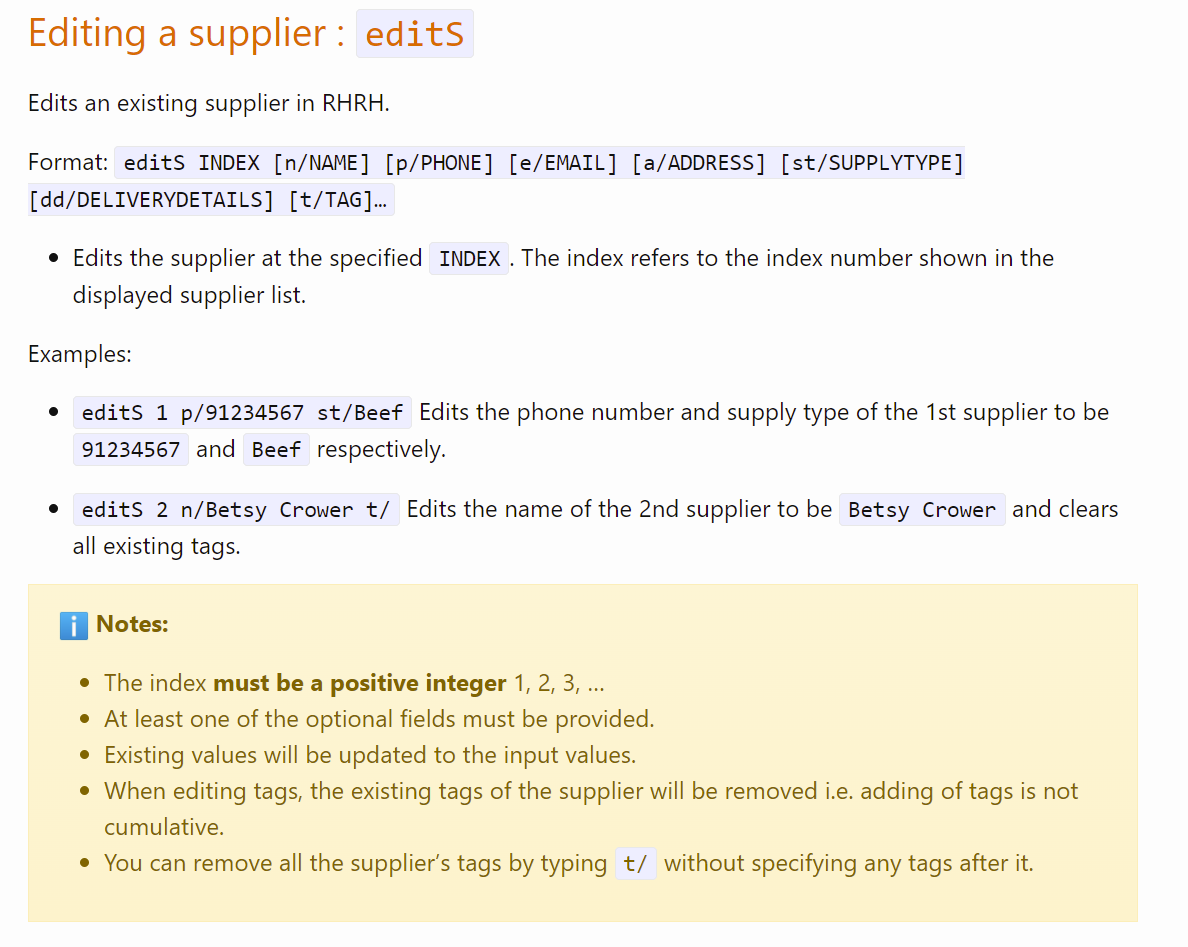 Editing a supplier : editS
Edits an existing supplier in RHRH.
Format: editS INDEX [n/NAME] [p/PHONE] [e/EMAIL] [a/ADDRESS] [st/SUPPLYTYPE]
[dd/DELIVERYDETAILS] [t/TAG]…
• Edits the supplier at the specified INDEX. The index refers to the index number shown in the
displayed supplier list.
Examples:
• editS 1 p/91234567 st/Beef Edits the phone number and supply type of the 1st supplier to be
91234567 and Beef respectively.
• editS 2 n/Betsy Crower t/ Edits the name of the 2nd supplier to be Betsy Crower and clears
all existing tags.
ℹ️ Notes:
• The index must be a positive integer 1, 2, 3, …
• At least one of the optional fields must be provided.
• Existing values will be updated to the input values.
• When editing tags, the existing tags of the supplier will be removed i.e. adding of tags is not
cumulative.
• You can remove all the supplier’s tags by typing t/ without specifying any tags after it.